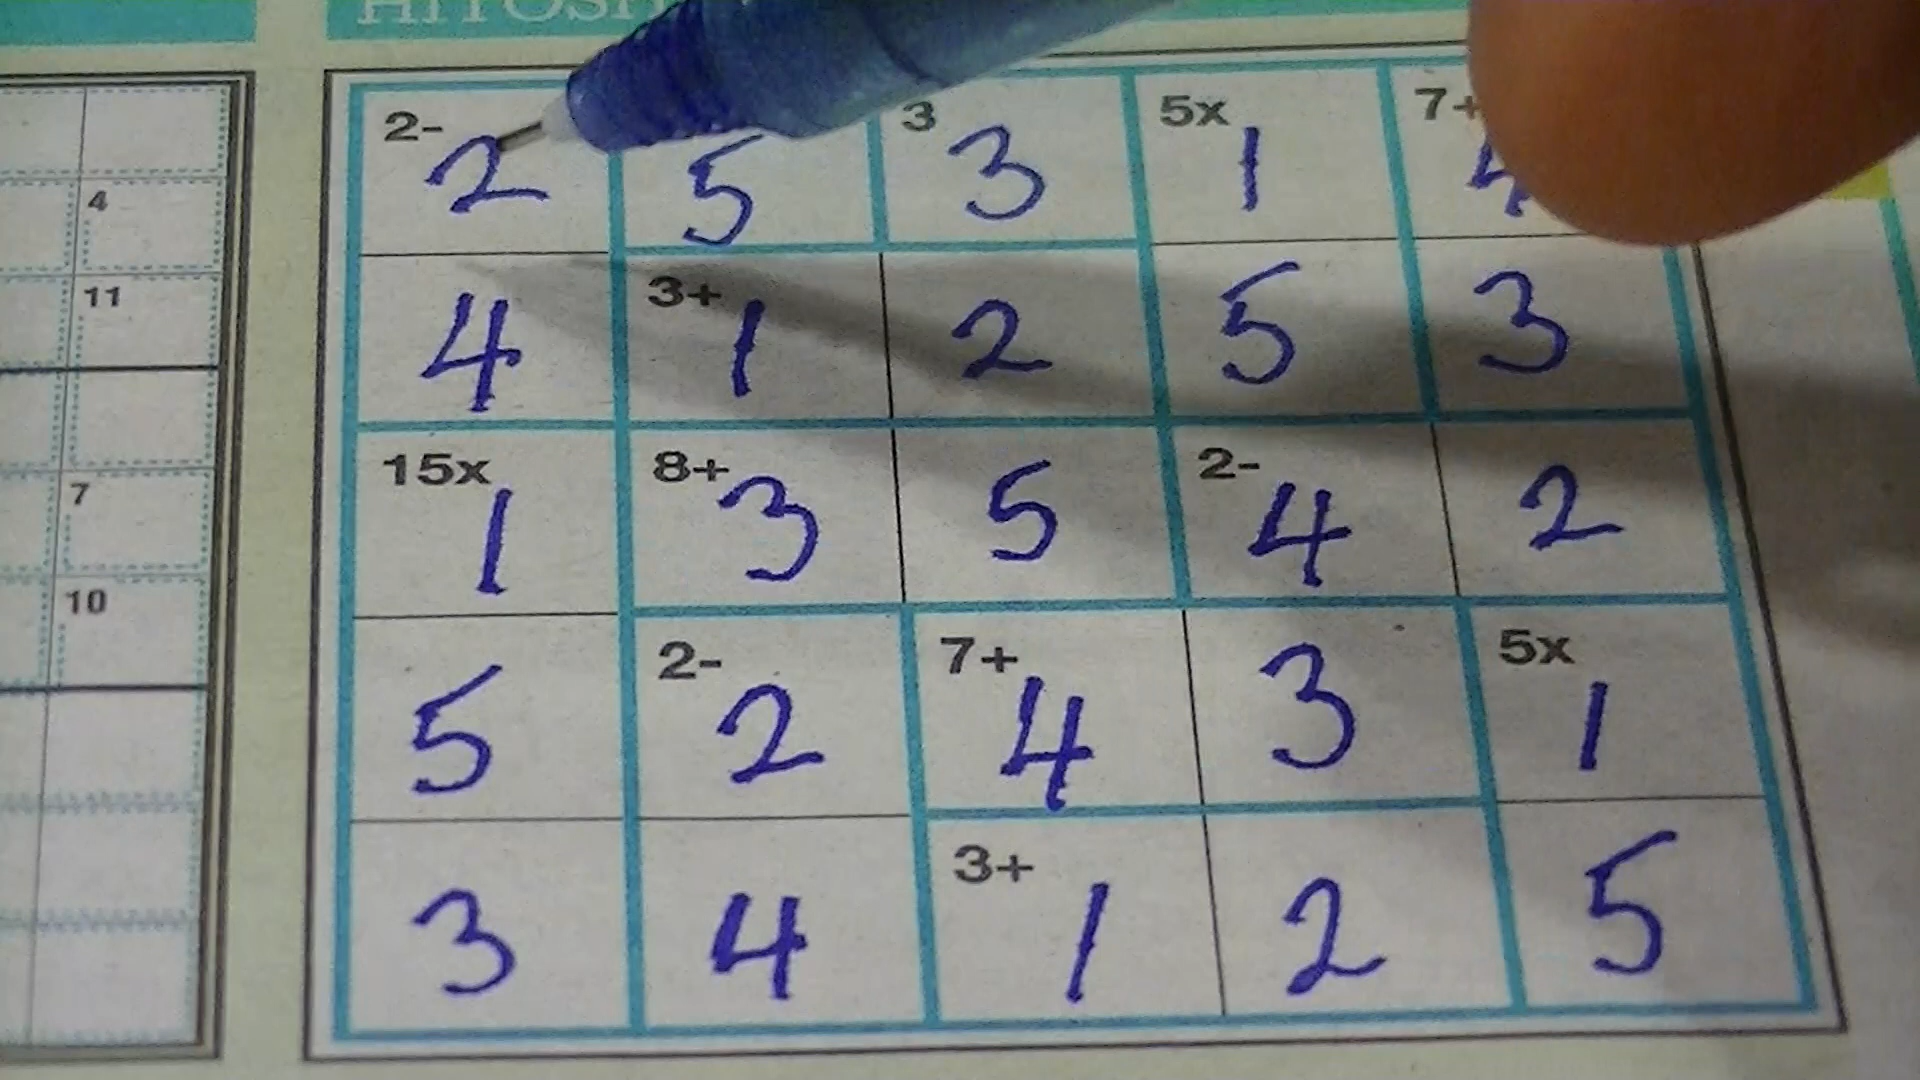 2- 3 5x 7+
2 5 3 1 4
4
3+
4 1 2 5 3
11
15x 8+ 2-
1 3 5 4 2
7
10
2- 7+ 5x
5 2 4 3 1
3+
3 4 1 2 5